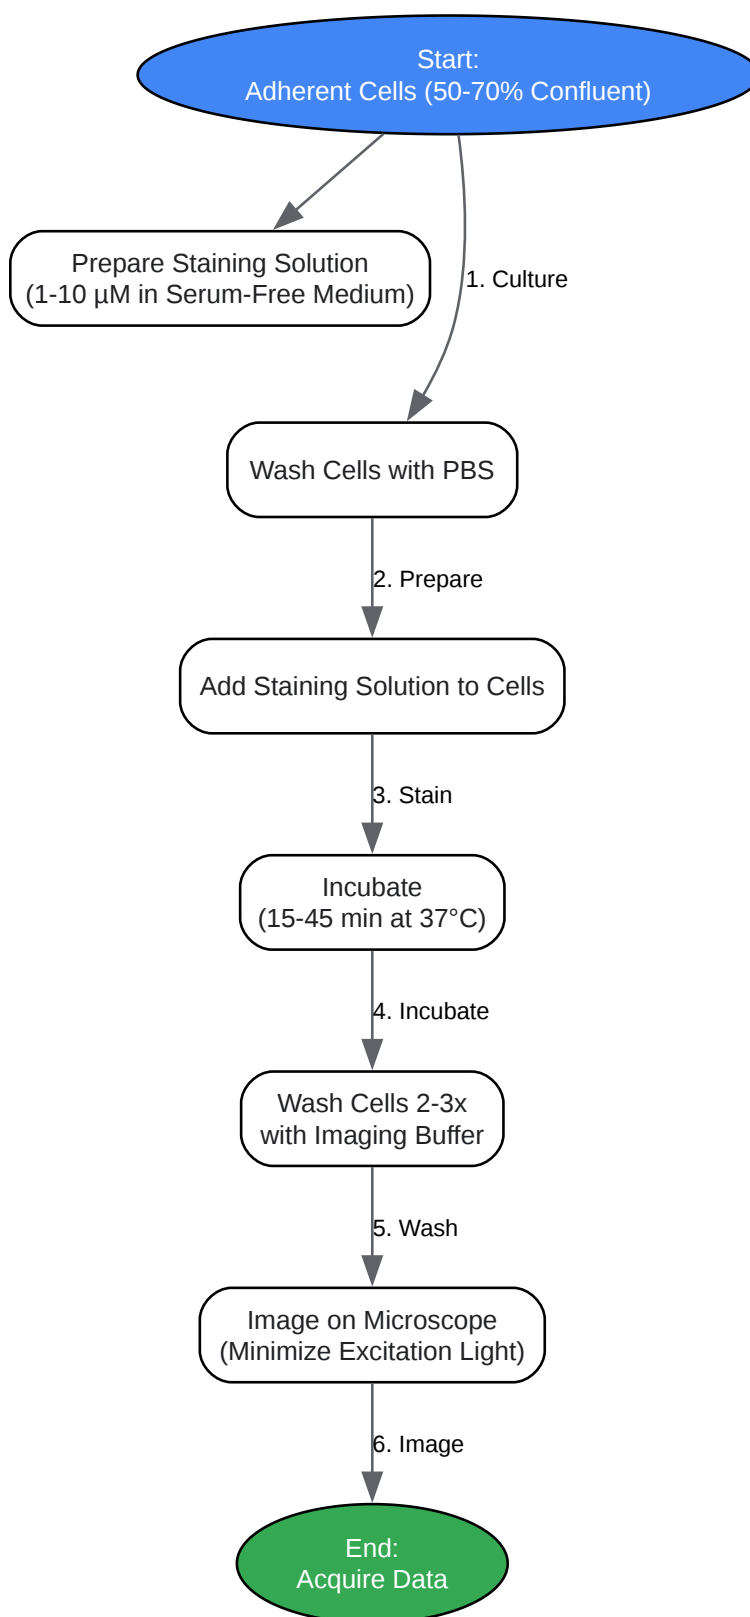 Start:
Adherent Cells (50-70% Confluent)
Prepare Staining Solution
(1-10 µM in Serum-Free Medium)
1. Culture
Wash Cells with PBS
2. Prepare
Add Staining Solution to Cells
3. Stain
Incubate
(15-45 min at 37°C)
4. Incubate
Wash Cells 2-3x
with Imaging Buffer
5. Wash
Image on Microscope
(Minimize Excitation Light)
6. Image
End:
Acquire Data